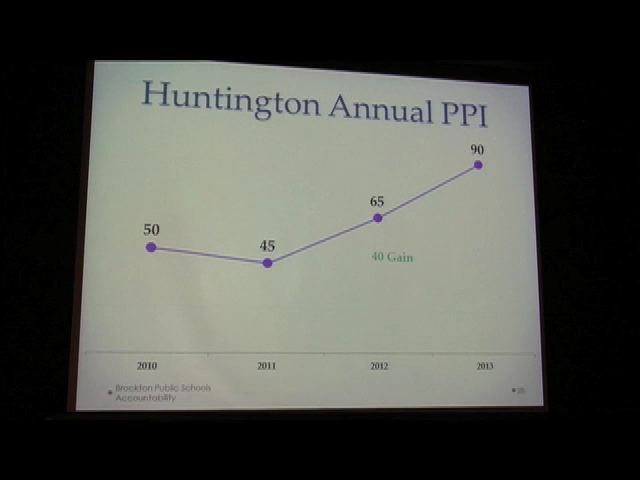 Huntington Annual PPI
90
65
50
45
40 Gain
2010 2011 2012 2013
Brockton Public Schools
Accountability